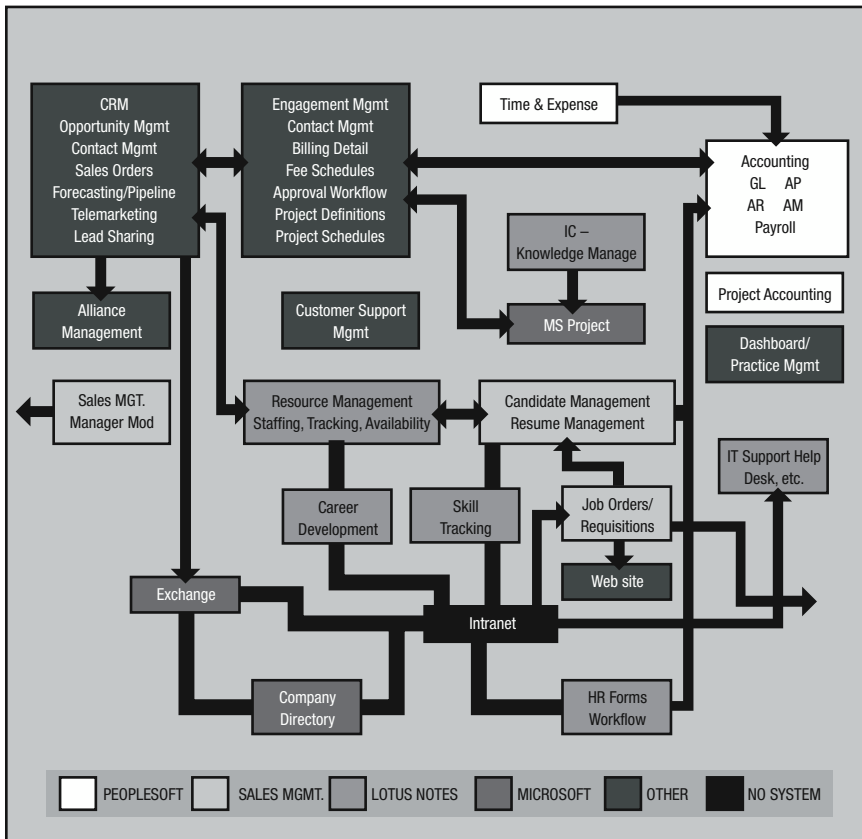 CRM
Opportunity Mgmt
Contact Mgmt
Sales Orders
Forecasting/Pipeline
Telemarketing
Lead Sharing
Engagement Mgmt
Contact Mgmt
Billing Detail
Fee Schedules
Approval Workflow
Project Definitions
Project Schedules
Time & Expense
Accounting
GL AP
AR AM
Payroll
IC –
Knowledge Manage
Alliance
Management
Customer Support
Mgmt
MS Project
Project Accounting
Dashboard/
Practice Mgmt
Sales MGT.
Manager Mod
Resource Management
Staffing, Tracking, Availability
Candidate Management
Resume Management
IT Support Help
Desk, etc.
Career
Development
Skill
Tracking
Job Orders/
Requisitions
Web site
Exchange
Intranet
Company
Directory
HR Forms
Workflow
PEOPLESOFT
SALES MGMT.
LOTUS NOTES
MICROSOFT
OTHER
NO SYSTEM